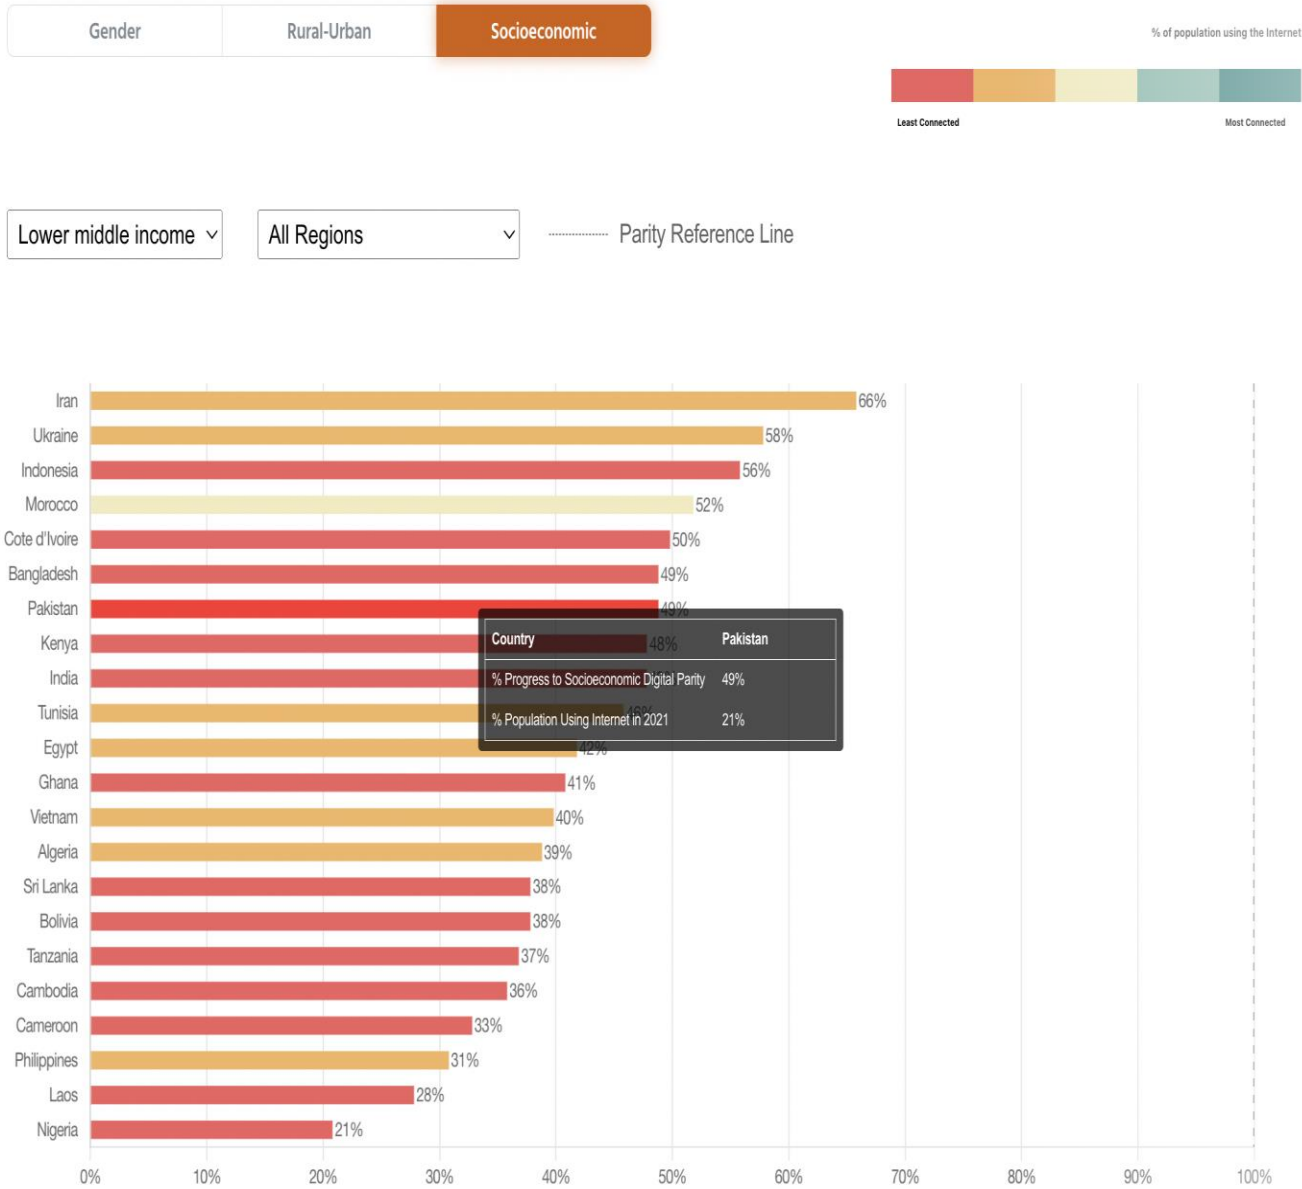 Gender Rural-Urban Socioeconomic
% of population using the Internet
Least Connected Most Connected
Lower middle income All Regions Parity Reference Line
Iran 66%
Ukraine 58%
Indonesia 56%
Morocco 52%
Cote d'Ivoire 50%
Bangladesh 49%
Pakistan 49%
Kenya 48%
India
Tunisia 46%
Egypt 42%
Ghana 41%
Vietnam 40%
Algeria 39%
Sri Lanka 38%
Bolivia 38%
Tanzania 37%
Cambodia 36%
Cameroon 33%
Philippines 31%
Laos 28%
Nigeria 21%
Country Pakistan
% Progress to Socioeconomic Digital Parity 49%
% Population Using Internet in 2021 21%
0% 10% 20% 30% 40% 50% 60% 70% 80% 90% 100%